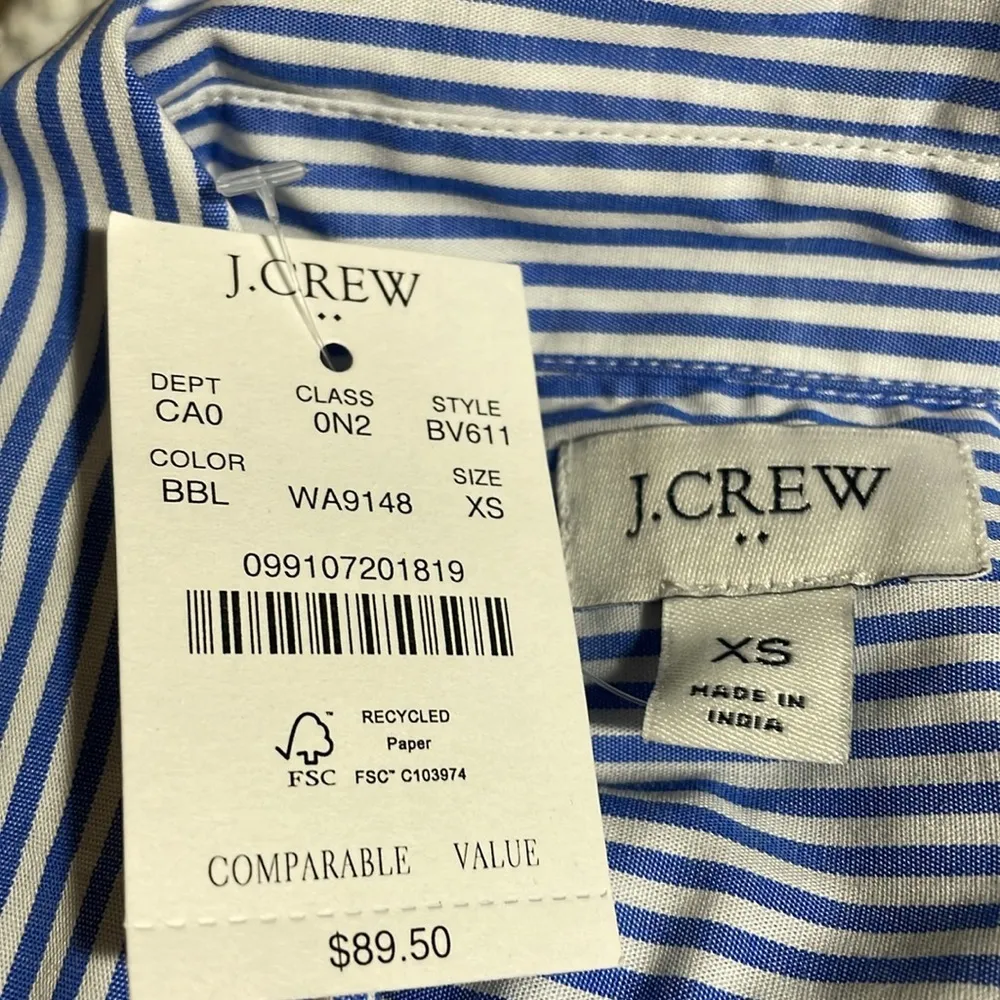 J.CREW
DEPT CLASS STYLE
CA0 0N2 BV611
COLOR SIZE
BBL WA9148 XS
099107201819
RECYCLED
Paper
FSC™ FSC™ C103974
COMPARABLE VALUE
$89.50
J.CREW
XS
MADE IN
INDIA